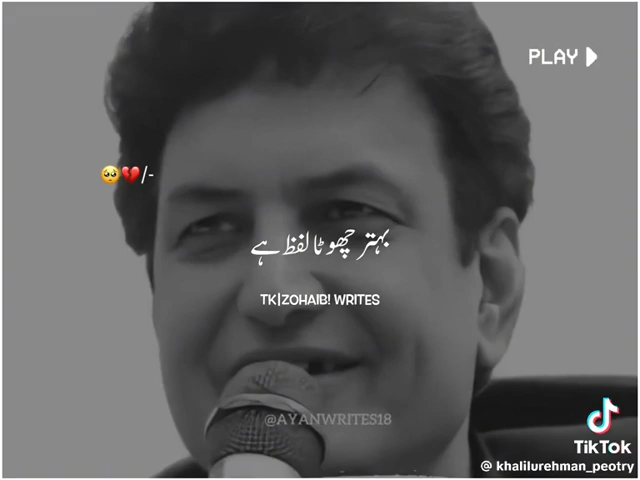 PLAY
🥺💔/-
بہتر چھوٹا لفظ ہے
TK|ZOHAIB! WRITES
@AYANWRITES18
TikTok
@ khalilurehman_peotry